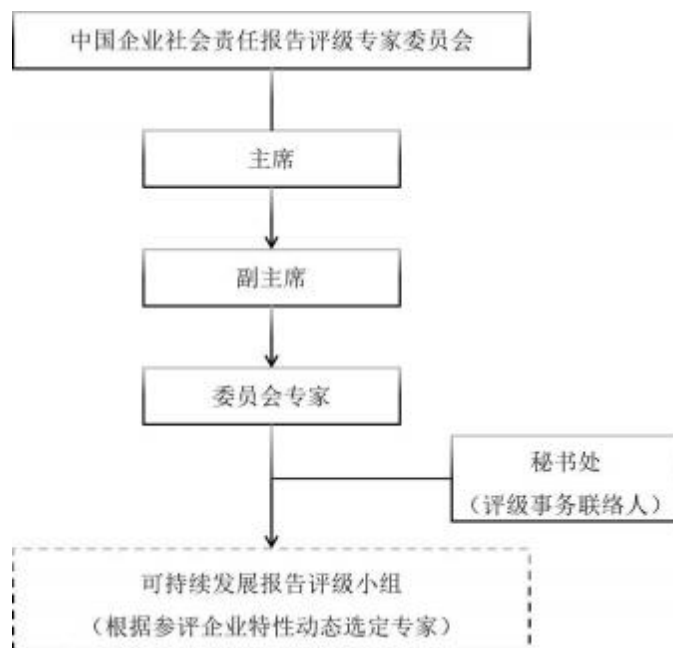 中国企业社会责任报告评级专家委员会
主席
副主席
委员会专家
秘书处
（评级事务联络人）
可持续发展报告评级小组
（根据参评企业特性动态选定专家）